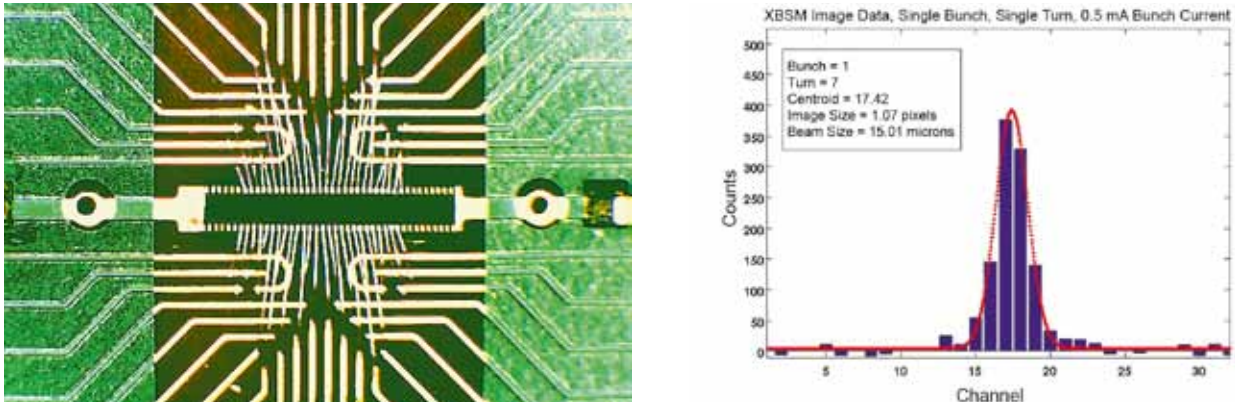 XBSM Image Data, Single Bunch, Single Turn, 0.5 mA Bunch Current
500
450
400
350
300
250
200
150
100
50
0
Bunch = 1
Turn = 7
Centroid = 17.42
Image Size = 1.07 pixels
Beam Size = 15.01 microns
Counts
5 10 15 20 25 30
Channel